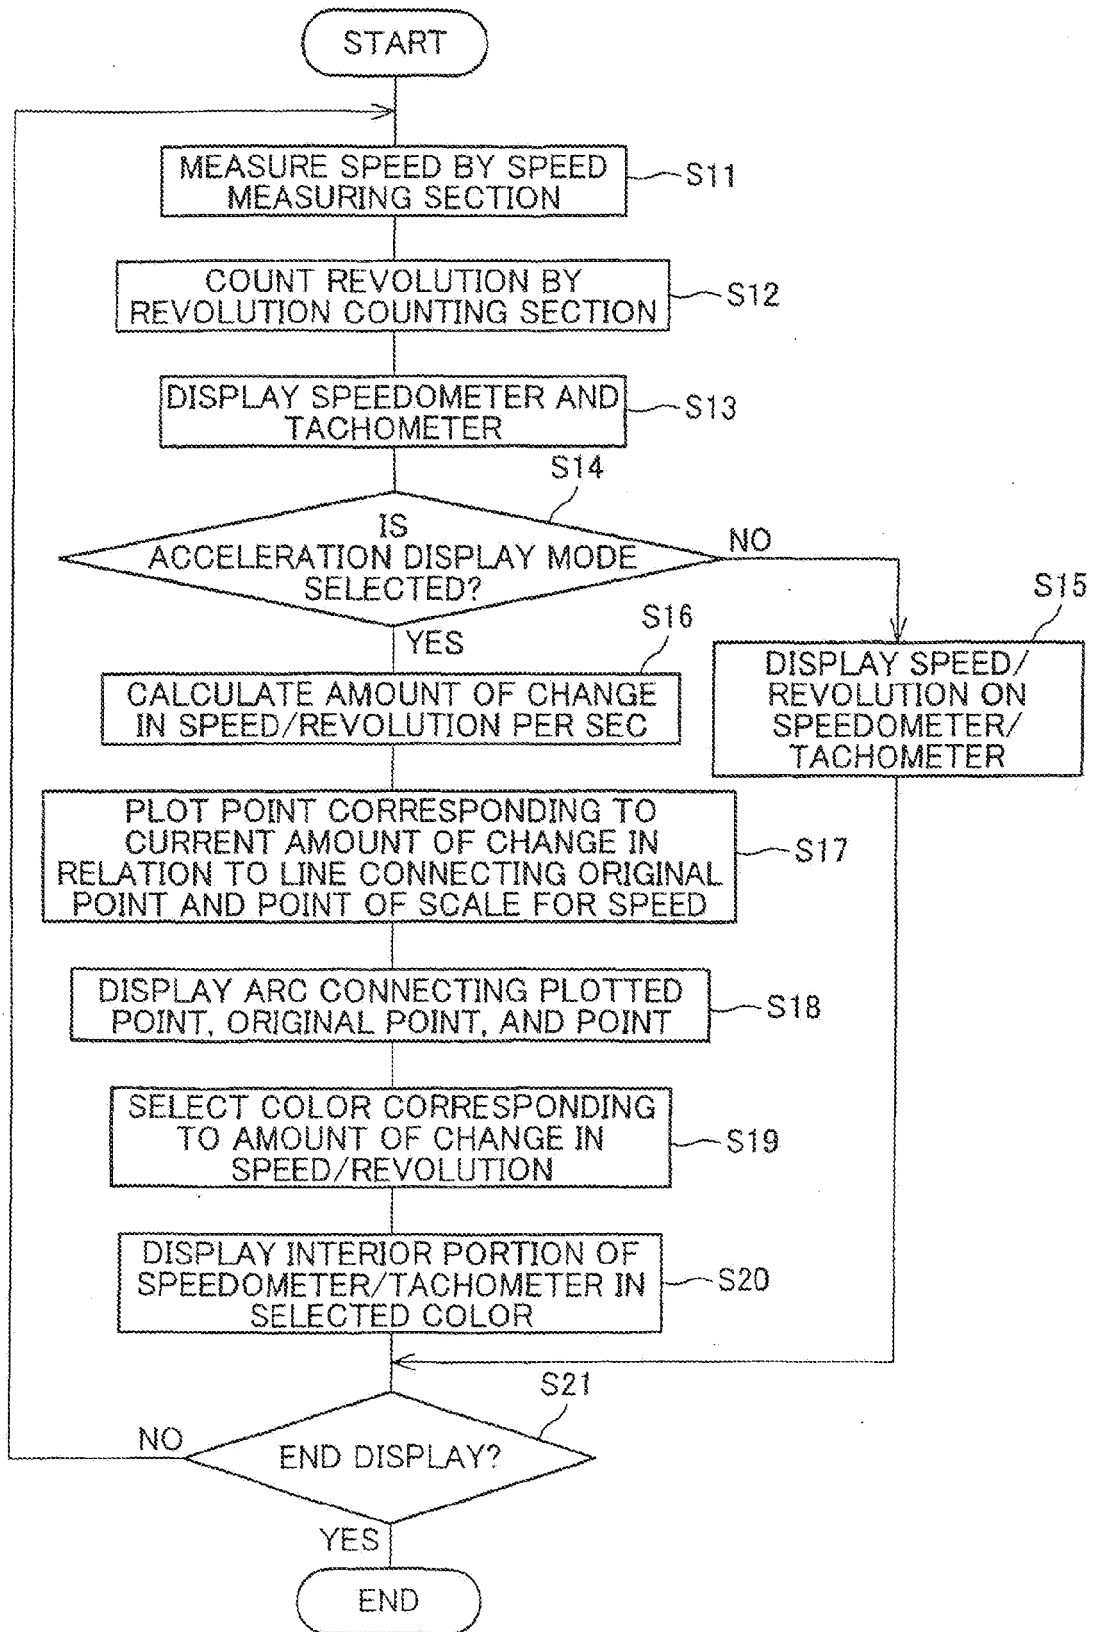 START
MEASURE SPEED BY SPEED
MEASURING SECTION
S11
COUNT REVOLUTION BY
REVOLUTION COUNTING SECTION
S12
DISPLAY SPEEDOMETER AND
TACHOMETER
S13
S14
IS
ACCELERATION DISPLAY MODE
SELECTED?
NO
YES
S15
DISPLAY SPEED/
REVOLUTION ON
SPEEDOMETER/
TACHOMETER
S16
CALCULATE AMOUNT OF CHANGE
IN SPEED/REVOLUTION PER SEC
PLOT POINT CORRESPONDING TO
CURRENT AMOUNT OF CHANGE IN
RELATION TO LINE CONNECTING ORIGINAL
POINT AND POINT OF SCALE FOR SPEED
S17
DISPLAY ARC CONNECTING PLOTTED
POINT, ORIGINAL POINT, AND POINT
S18
SELECT COLOR CORRESPONDING
TO AMOUNT OF CHANGE IN
SPEED/REVOLUTION
S19
DISPLAY INTERIOR PORTION OF
SPEEDOMETER/TACHOMETER IN
SELECTED COLOR
S20
S21
END DISPLAY?
NO
YES
END